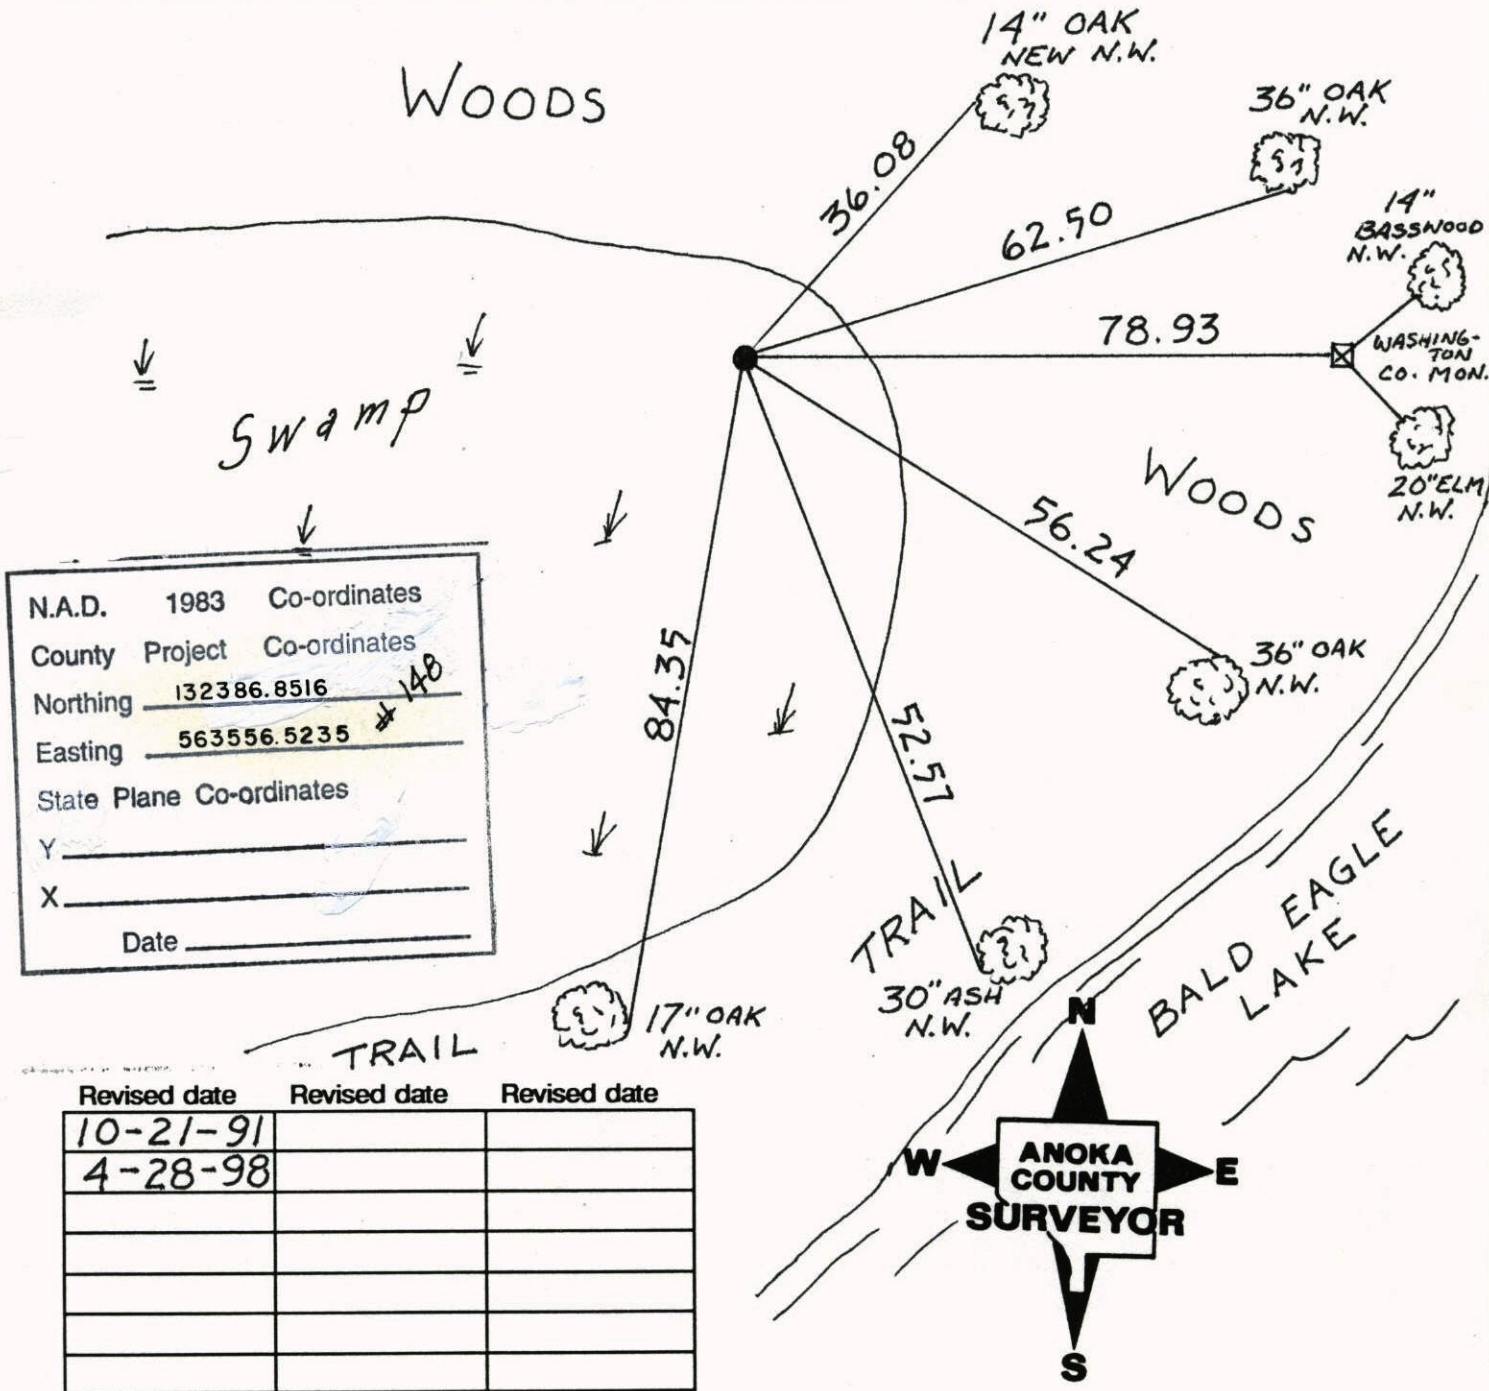 14" OAK
NEW N.W.
WOODS
36" OAK
N.W.
36.08
62.50
14"
BASSWOOD
N.W.
78.93
WASHING-
TON
CO. MON.
Swamp
WOODS
20" ELM
N.W.
56.24
N.A.D. 1983 Co-ordinates
County Project Co-ordinates
Northing 132386.8516
# 148
Easting 563556.5235
State Plane Co-ordinates
Y
X
Date
84.35
36" OAK
N.W.
52.57
TRAIL
BALD EAGLE
LAKE
30" ASH
N.W.
17" OAK
N.W.
TRAIL
Revised date Revised date Revised date
10-21-91
4-28-98
N
W
ANOKA
COUNTY
SURVEYOR
E
S